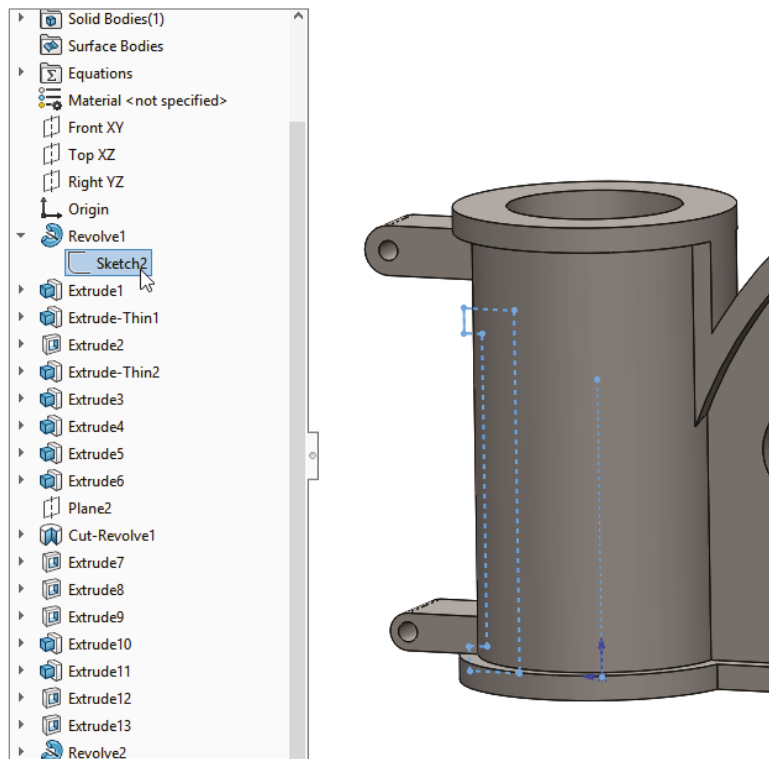 Solid Bodies(1)
Surface Bodies
Equations
Material <not specified>
Front XY
Top XZ
Right YZ
Origin
Revolve1
Sketch2
Extrude1
Extrude-Thin1
Extrude2
Extrude-Thin2
Extrude3
Extrude4
Extrude5
Extrude6
Plane2
Cut-Revolve1
Extrude7
Extrude8
Extrude9
Extrude10
Extrude11
Extrude12
Extrude13
Revolve2